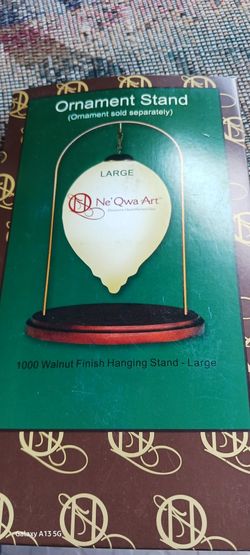 Ornament Stand
(Ornament sold separately)
LARGE
Ne'Qwa Art
1000 Walnut Finish Hanging Stand - Large
Galaxy A13 5G